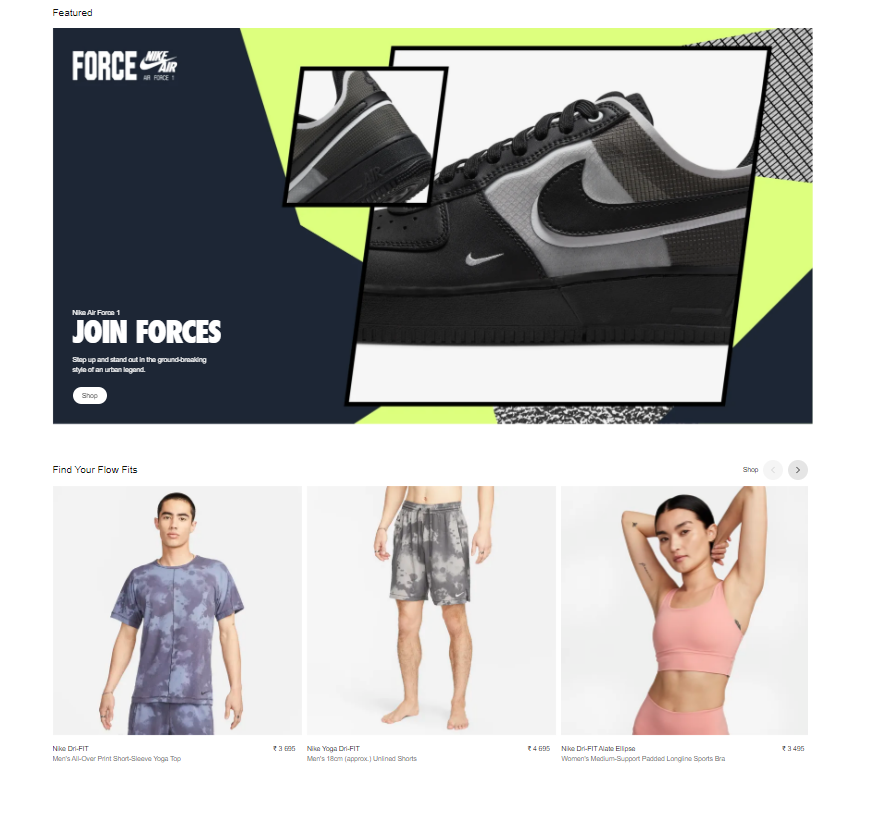 Featured
FORCE NIKE AIR
AIR FORCE 1
Nike Air Force 1
JOIN FORCES
Step up and stand out in the ground-breaking
style of an urban legend.
Shop
Find Your Flow Fits
Shop
Nike Dri-FIT
₹ 3 695
Men's All-Over Print Short-Sleeve Yoga Top
Nike Yoga Dri-FIT
₹ 4 695
Men's 18cm (approx.) Unlined Shorts
Nike Dri-FIT Alate Ellipse
₹ 3 495
Women's Medium-Support Padded Longline Sports Bra